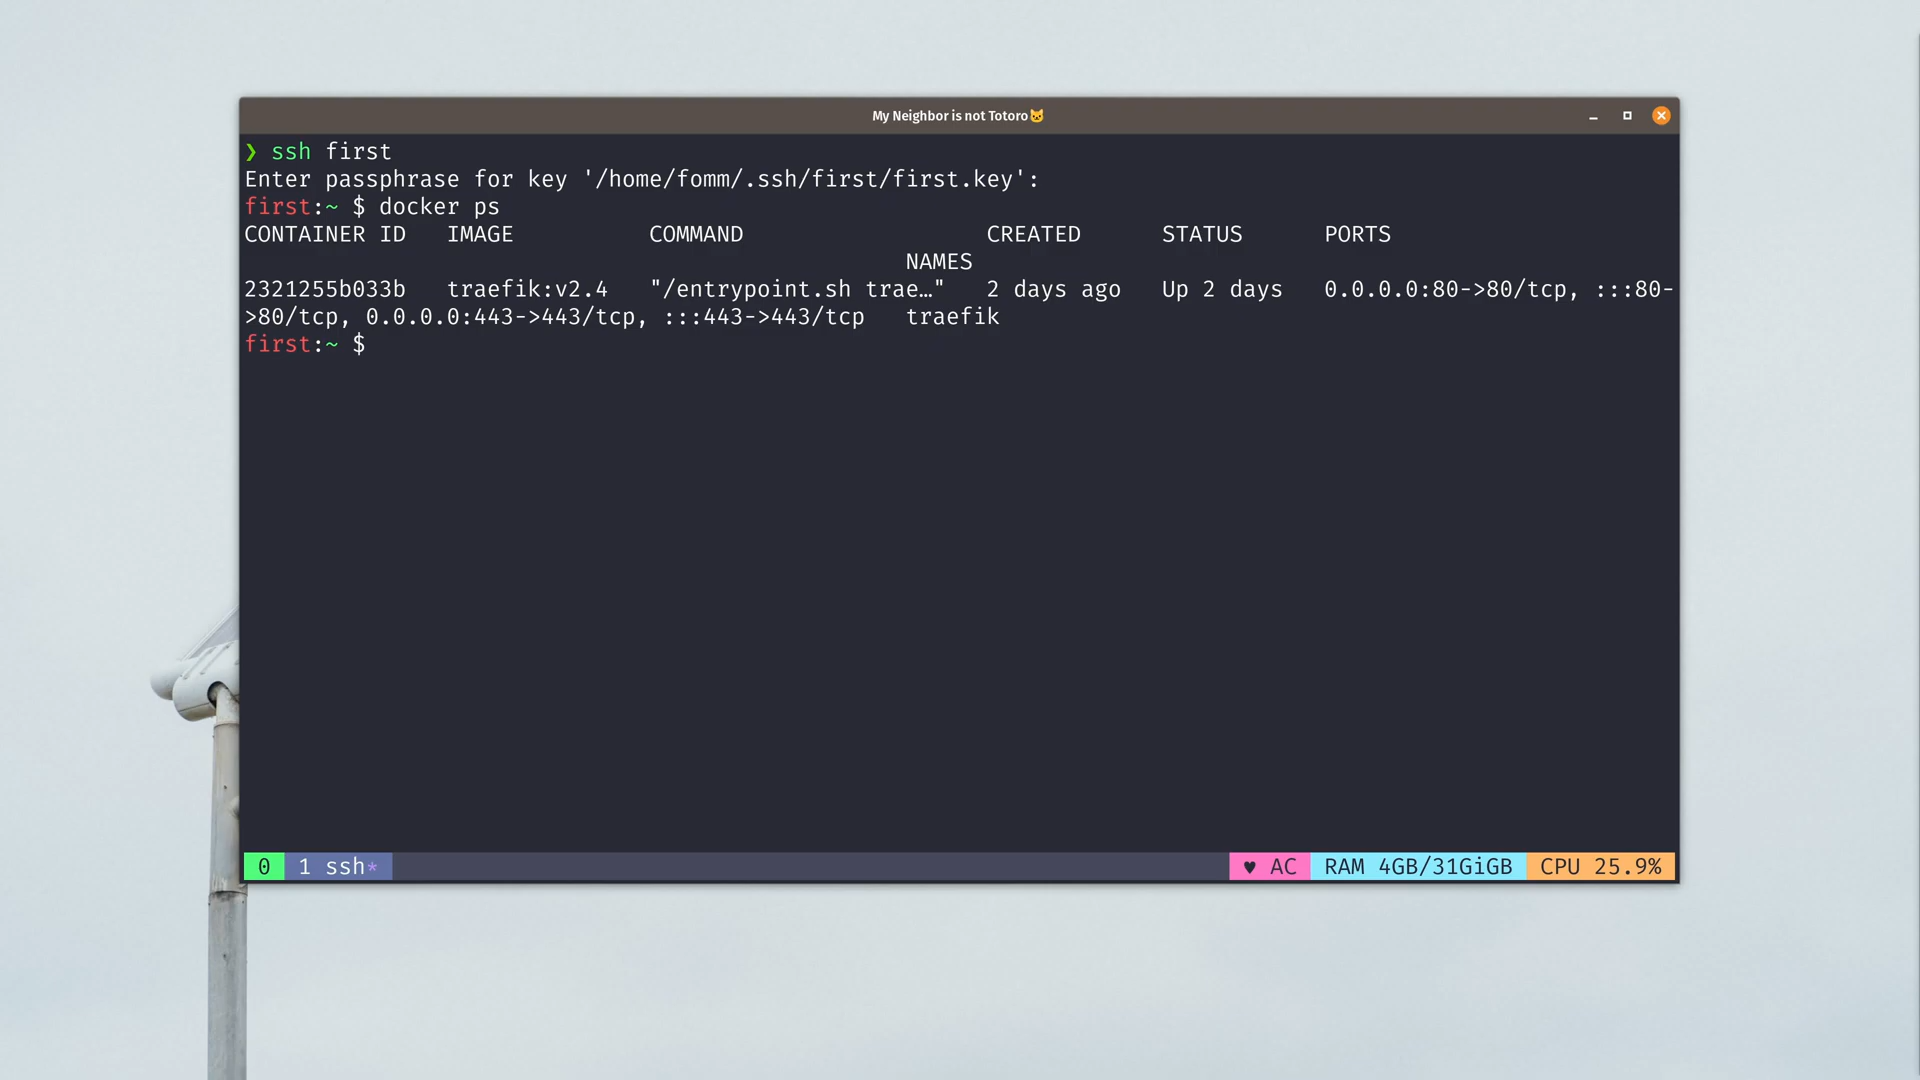 My Neighbor is not Totoro🐱
❯ ssh first
Enter passphrase for key '/home/fomm/.ssh/first/first.key':
first:~ $ docker ps
CONTAINER ID   IMAGE          COMMAND                  CREATED      STATUS      PORTS
NAMES
2321255b033b   traefik:v2.4   "/entrypoint.sh trae…"   2 days ago   Up 2 days   0.0.0.0:80->80/tcp, :::80-
>80/tcp, 0.0.0.0:443->443/tcp, :::443->443/tcp   traefik
first:~ $
0 1 ssh* ♥ AC RAM 4GB/31GiGB CPU 25.9%